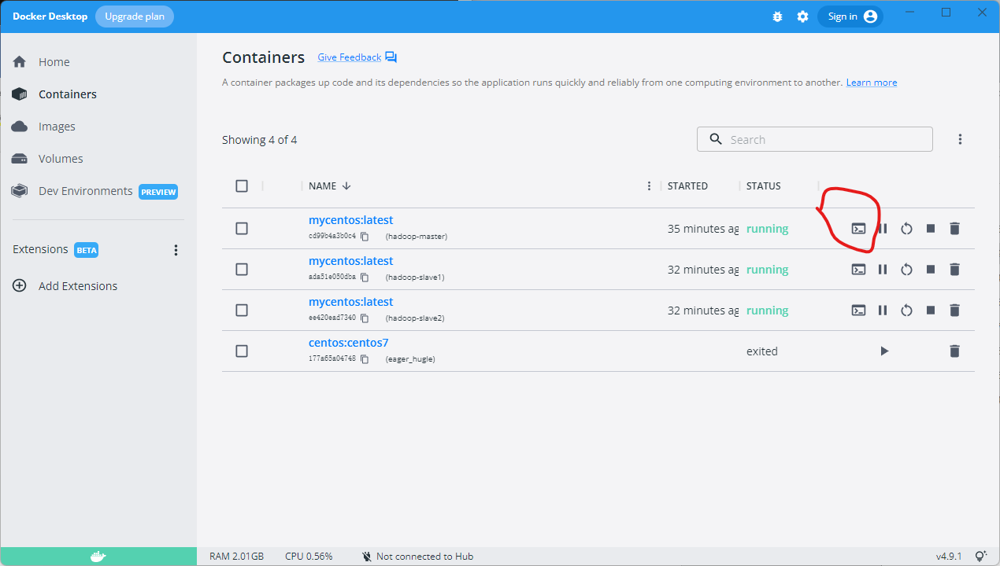 Docker Desktop Upgrade plan Sign in
Home
Containers
Images
Volumes
Dev Environments PREVIEW
Extensions BETA
Add Extensions
Containers Give Feedback
A container packages up code and its dependencies so the application runs quickly and reliably from one computing environment to another. Learn more
Showing 4 of 4 Search
NAME STARTED STATUS
mycentos:latest
cd99b4a3b0c4 (hadoop-master) 35 minutes ag running
mycentos:latest
ada51e050dba (hadoop-slave1) 32 minutes ag running
mycentos:latest
ee420ead7340 (hadoop-slave2) 32 minutes ag running
centos:centos7
177a65a04748 (eager_hugle) exited
RAM 2.01GB CPU 0.56% Not connected to Hub v4.9.1